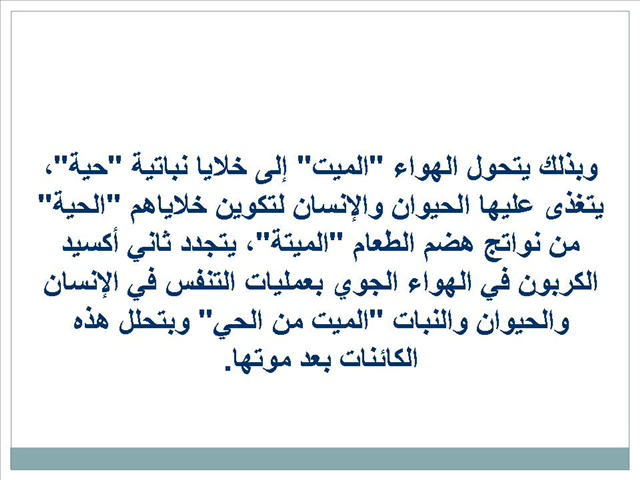 وبذلك يتحول الهواء "الميت" إلى خلايا نباتية "حية"،
يتغذى عليها الحيوان والإنسان لتكوين خلاياهم "الحية"
من نواتج هضم الطعام "الميتة"، يتجدد ثاني أكسيد
الكربون في الهواء الجوي بعمليات التنفس في الإنسان
والحيوان والنبات "الميت من الحي" وبتحلل هذه
الكائنات بعد موتها.